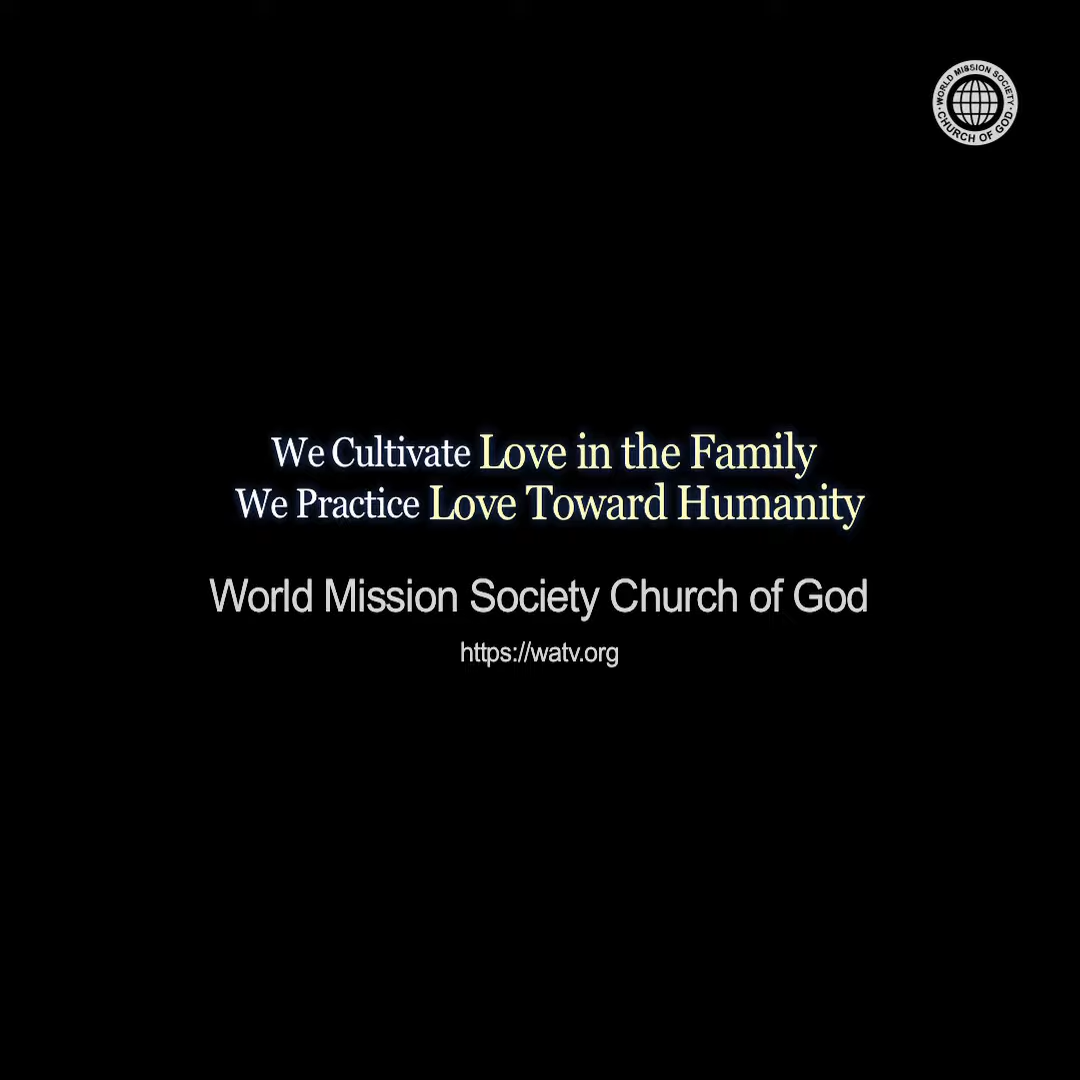 WORLD MISSION SOCIETY
CHURCH OF GOD
We Cultivate Love in the Family
We Practice Love Toward Humanity
World Mission Society Church of God
https://watv.org